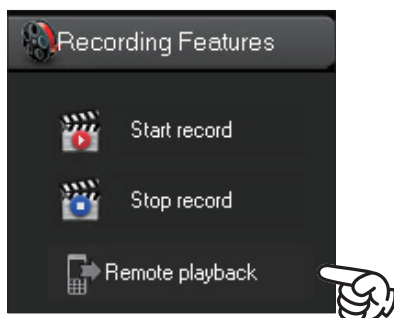 Recording Features
Start record
Stop record
Remote playback